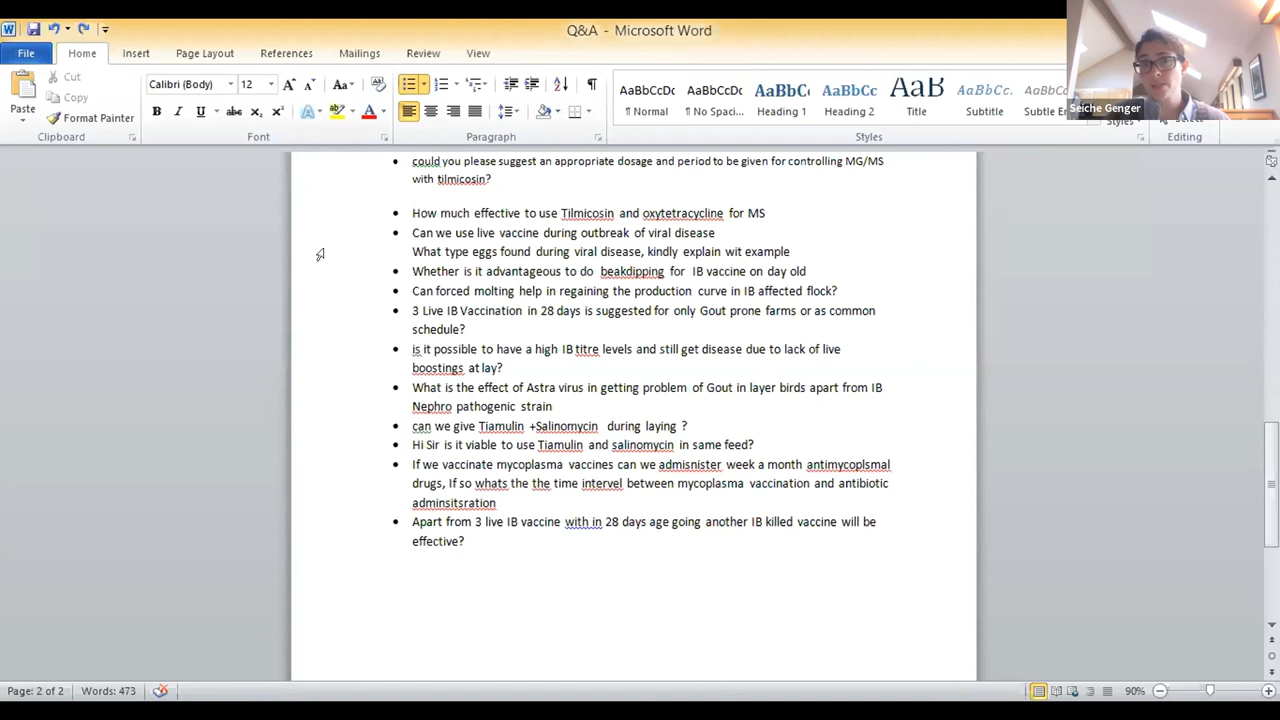 Q&A - Microsoft Word
File Home Insert Page Layout References Mailings Review View
Paste
Cut
Copy
Format Painter
Clipboard
Calibri (Body) 12
Font
Paragraph
AaBbCcDc AaBbCcDc AaBbC AaBbCc AaB AaBbCc. AaBbCc.
¶ Normal ¶ No Spaci... Heading 1 Heading 2 Title Subtitle Subtle
Styles
Styles
Editing
Seiche Genger
could you please suggest an appropriate dosage and period to be given for controlling MG/MS
with tilmicosin?
How much effective to use Tilmicosin and oxytetracycline for MS
Can we use live vaccine during outbreak of viral disease
What type eggs found during viral disease, kindly explain wit example
Whether is it advantageous to do beakdipping for IB vaccine on day old
Can forced molting help in regaining the production curve in IB affected flock?
3 Live IB Vaccination in 28 days is suggested for only Gout prone farms or as common
schedule?
is it possible to have a high IB titre levels and still get disease due to lack of live
boostings at lay?
What is the effect of Astra virus in getting problem of Gout in layer birds apart from IB
Nephro pathogenic strain
can we give Tiamulin +Salinomycin during laying ?
Hi Sir is it viable to use Tiamulin and salinomycin in same feed?
If we vaccinate mycoplasma vaccines can we admisnister week a month antimycoplsmal
drugs, If so whats the the time intervel between mycoplasma vaccination and antibiotic
adminsitsration
Apart from 3 live IB vaccine with in 28 days age going another IB killed vaccine will be
effective?
Page: 2 of 2 Words: 473
90%